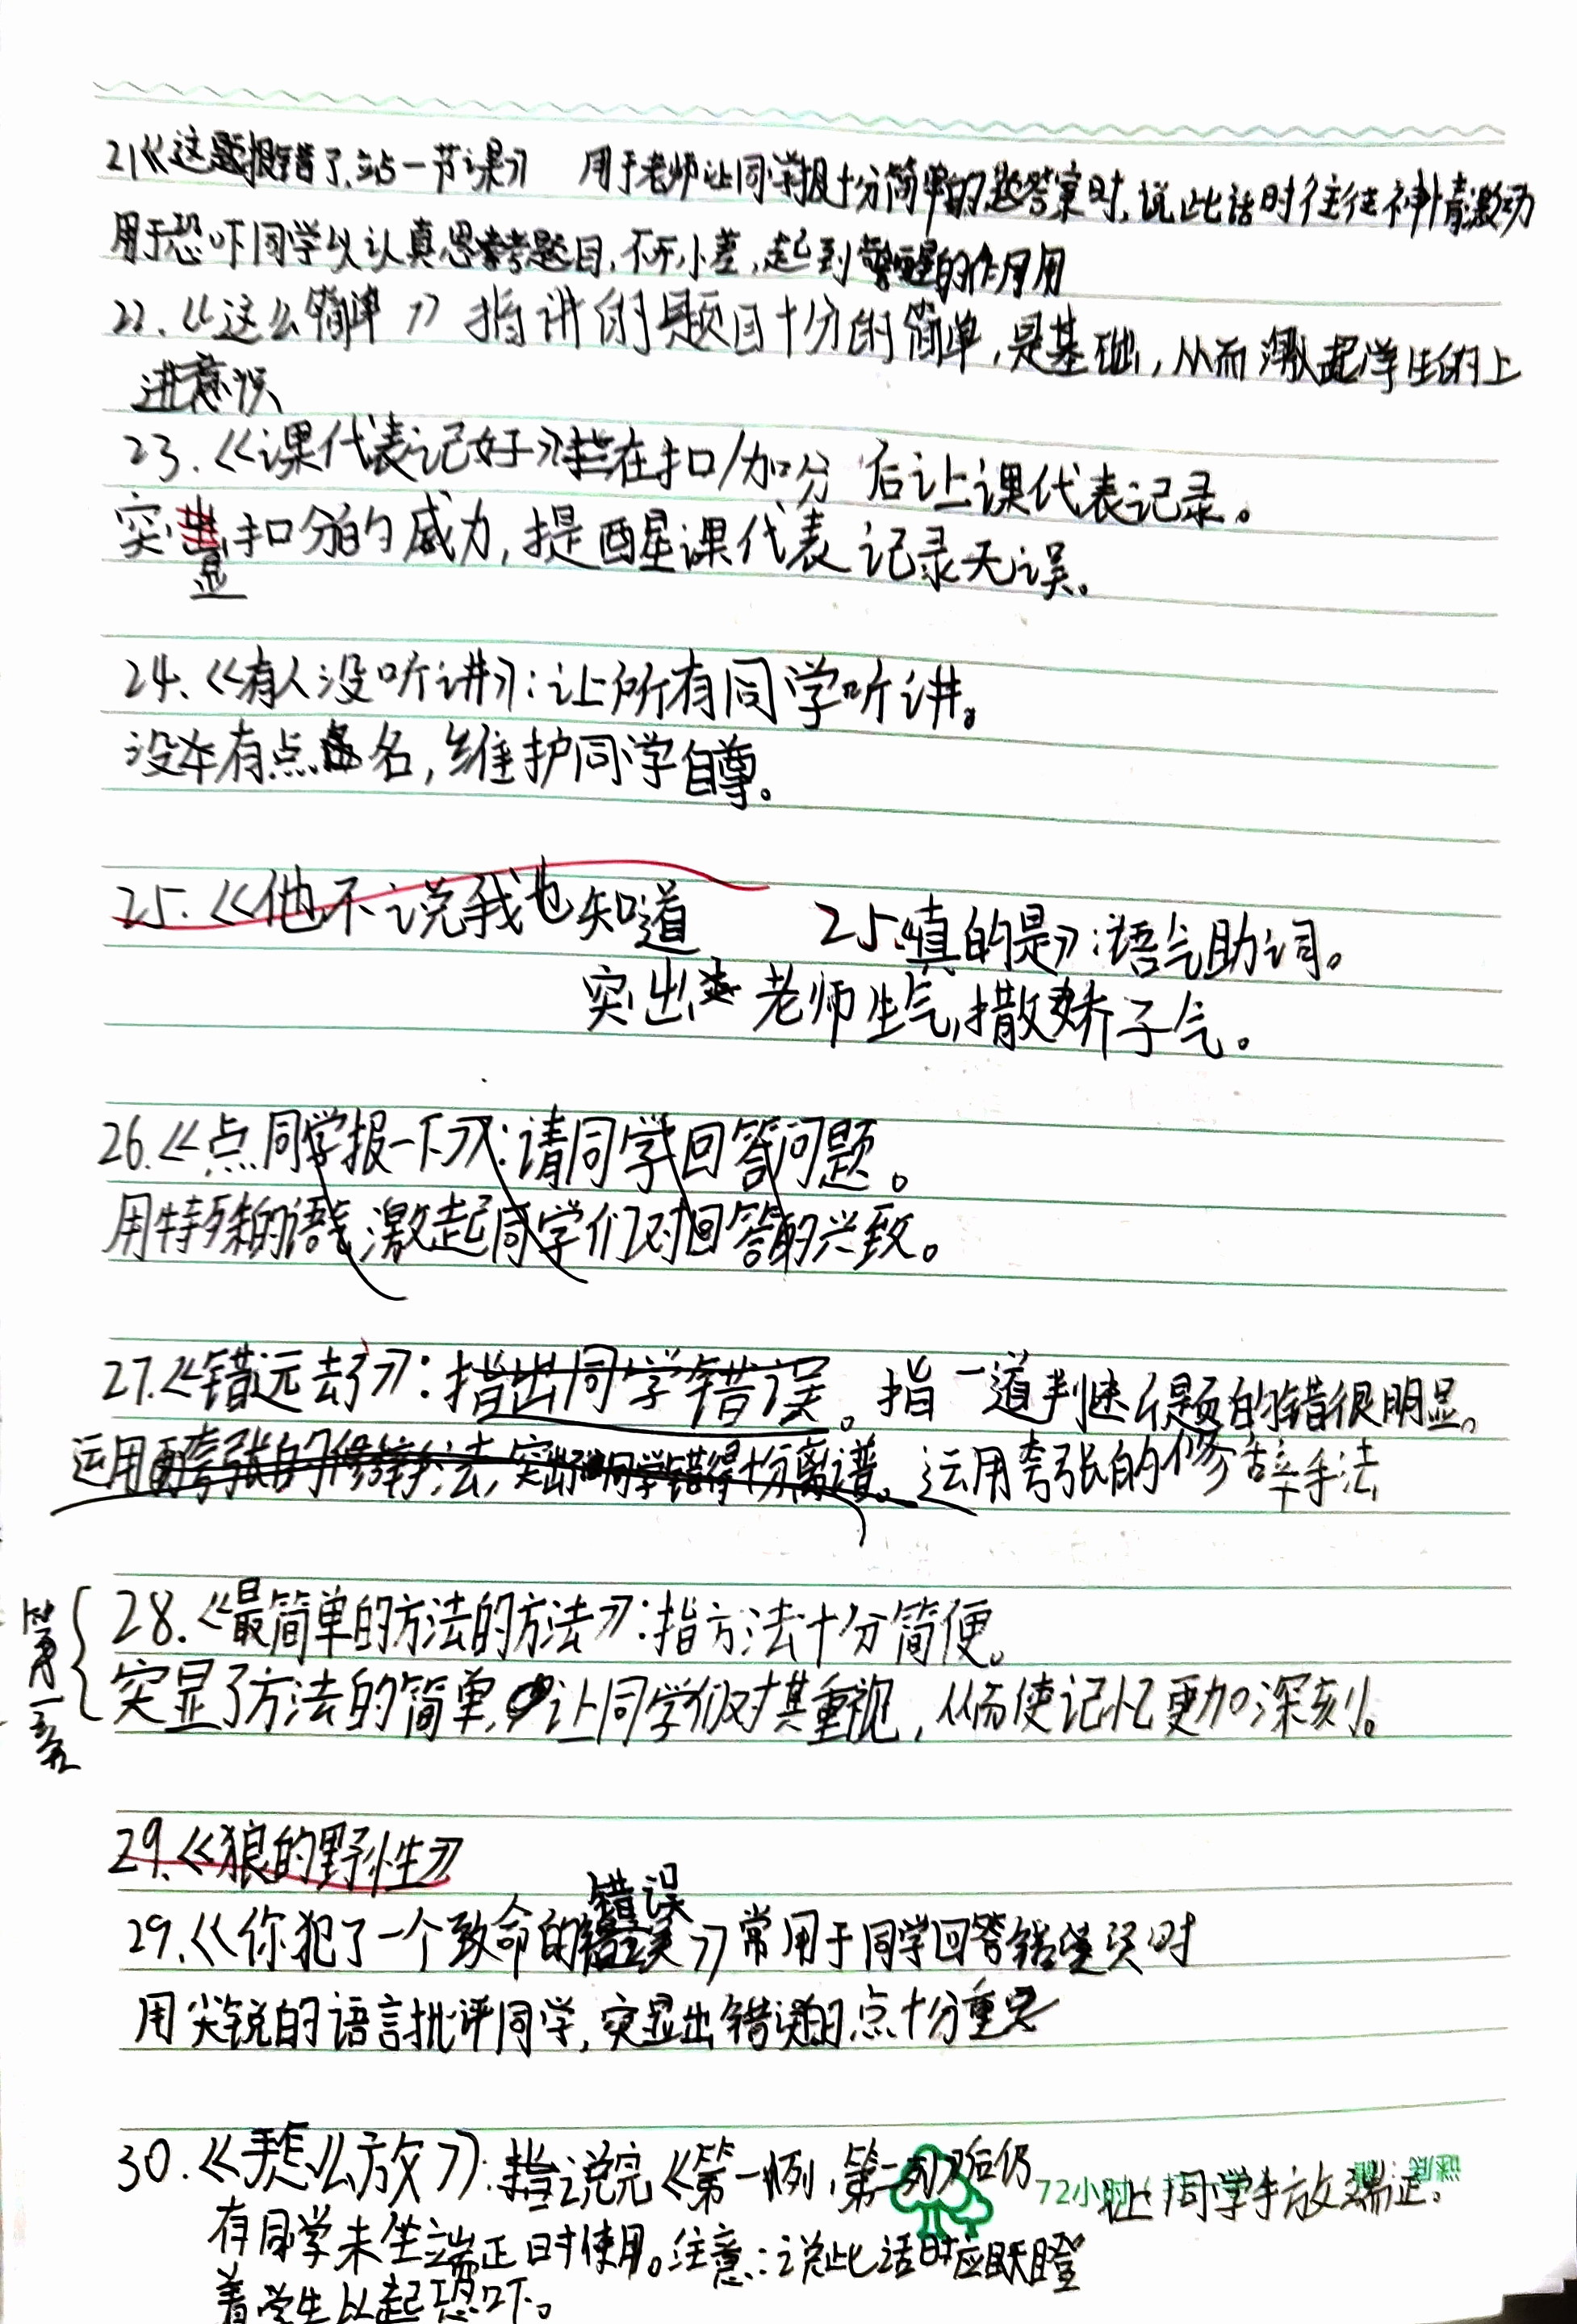 21《这题报错了,站一节课》 用于老师让同学报十分简单的题答案时,说此话时往往神情激动
用于恐吓同学以认真思考题目,不开小差,起到警醒的作用
22.《这么简单》指讲的题目十分的简单,是基础,从而激起学生的上
进意识
23.《课代表记好》在扣/加分后让课代表记录。
突显扣分的威力,提醒课代表记录无误。
24.《有人没听讲》:让所有同学听讲。
没有点名,维护同学自尊。
25.《他不说我也知道 25.《真的是》:语气助词。
突出老师生气,撒娇子气。
26.《点同学报一下》:请同学回答问题。
用特殊的语气激起同学们对回答的兴致。
27.《错远去了》:指出同学错误。指一道判述题的错很明显。
运用夸张的修辞手法,突出了同学错得十分离谱。运用夸张的修辞手法
第一章
28.《最简单的方法的方法》:指方法十分简便。
突显了方法的简单,让同学们对其重视,从而使记忆更加深刻。
29.《狼的野性》
错误
29.《你犯了一个致命的错误》常用于同学回答错误时
用尖锐的语言批评同学,突显出错误的点十分重要
30.《手怎么放》:当说完《第一例,第一列》后仍 72小时 让同学手放端正。
有同学未坐端正时使用。注意:说此话时应眼瞪
着学生以起恐吓。